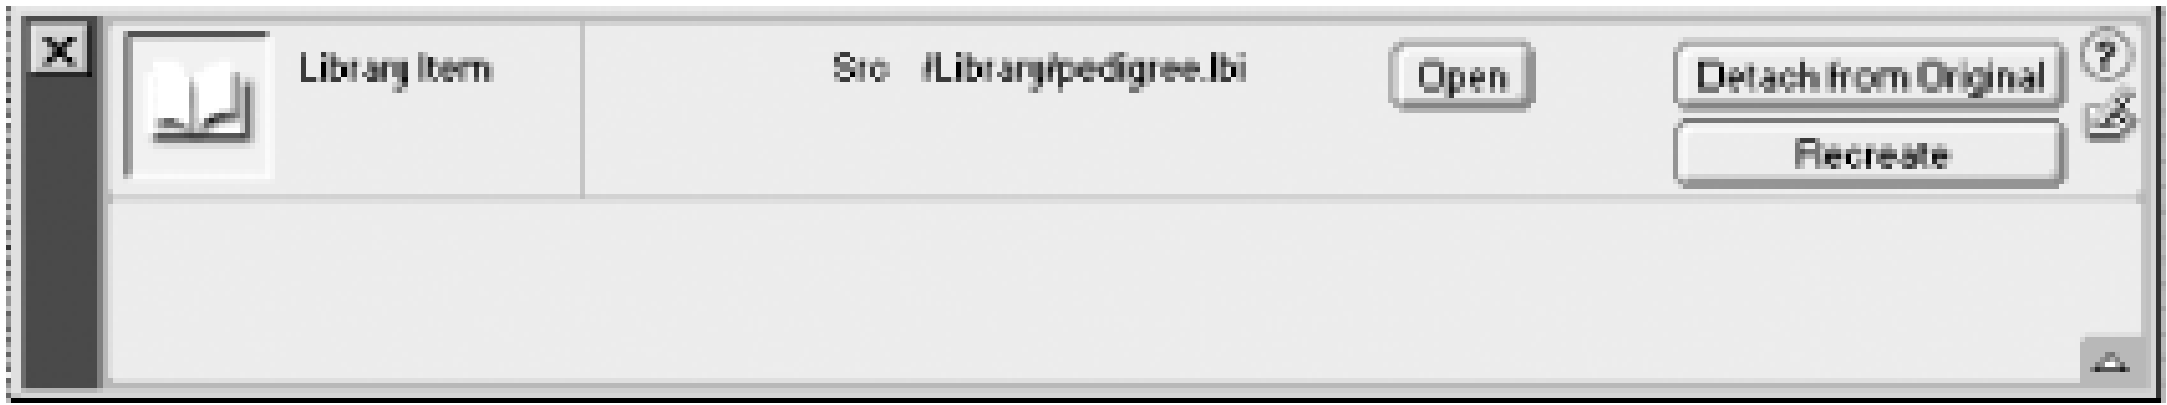 Library Item
Src /Library/pedigree.lbi
Open
Detach from Original
Recreate
?